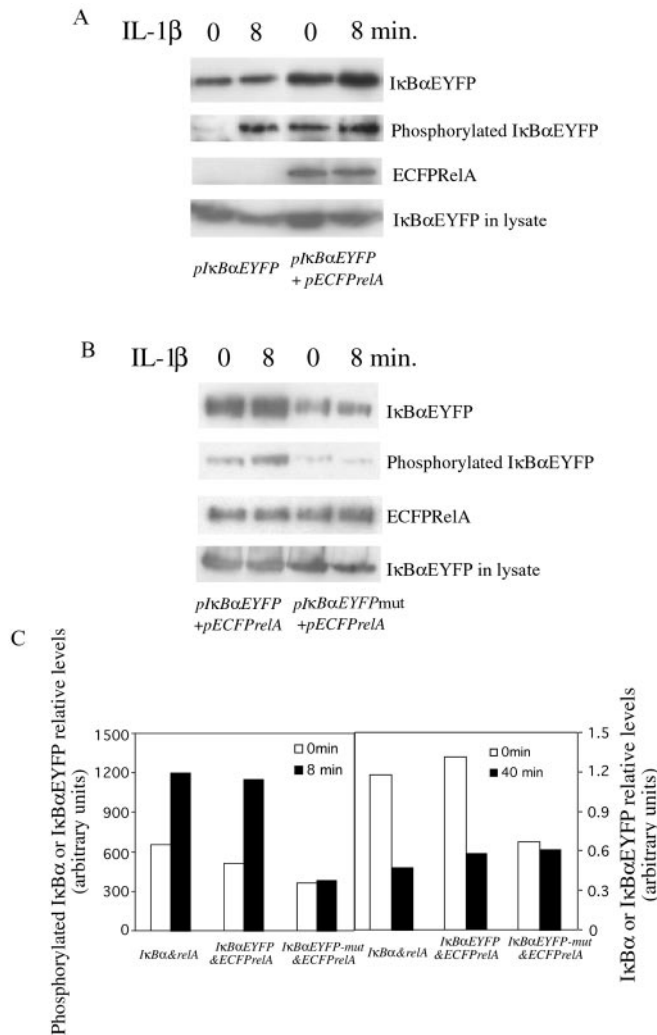 A
IL-1β 0 8 0 8 min.
IκBαEYFP
Phosphorylated IκBαEYFP
ECFPRelA
IκBαEYFP in lysate
pIκBαEYFP pIκBαEYFP
+ pECFPrelA
B
IL-1β 0 8 0 8 min.
IκBαEYFP
Phosphorylated IκBαEYFP
ECFPRelA
IκBαEYFP in lysate
pIκBαEYFP pIκBαEYFPmut
+pECFPrelA +pECFPrelA
C
Phosphorylated IκBα or IκBαEYFP relative levels
(arbitrary units)
1500
1200
900
600
300
0
0min
8 min
IκBα&relA IκBαEYFP IκBαEYFP-mut
&ECFPrelA &ECFPrelA
0min
40 min
IκBα&relA IκBαEYFP IκBαEYFP-mut
&ECFPrelA &ECFPrelA
1.5
1.2
0.9
0.6
0.3
0
IκBα or IκBαEYFP relative levels
(arbitrary units)